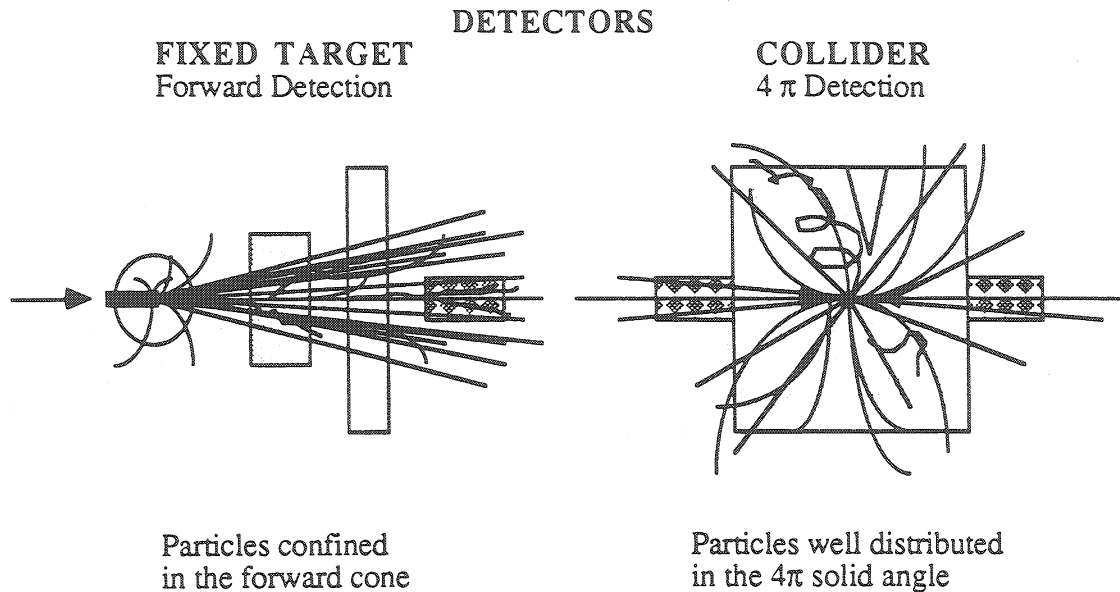 DETECTORS
FIXED TARGET
Forward Detection
COLLIDER
4 π Detection
Particles confined
in the forward cone
Particles well distributed
in the 4π solid angle